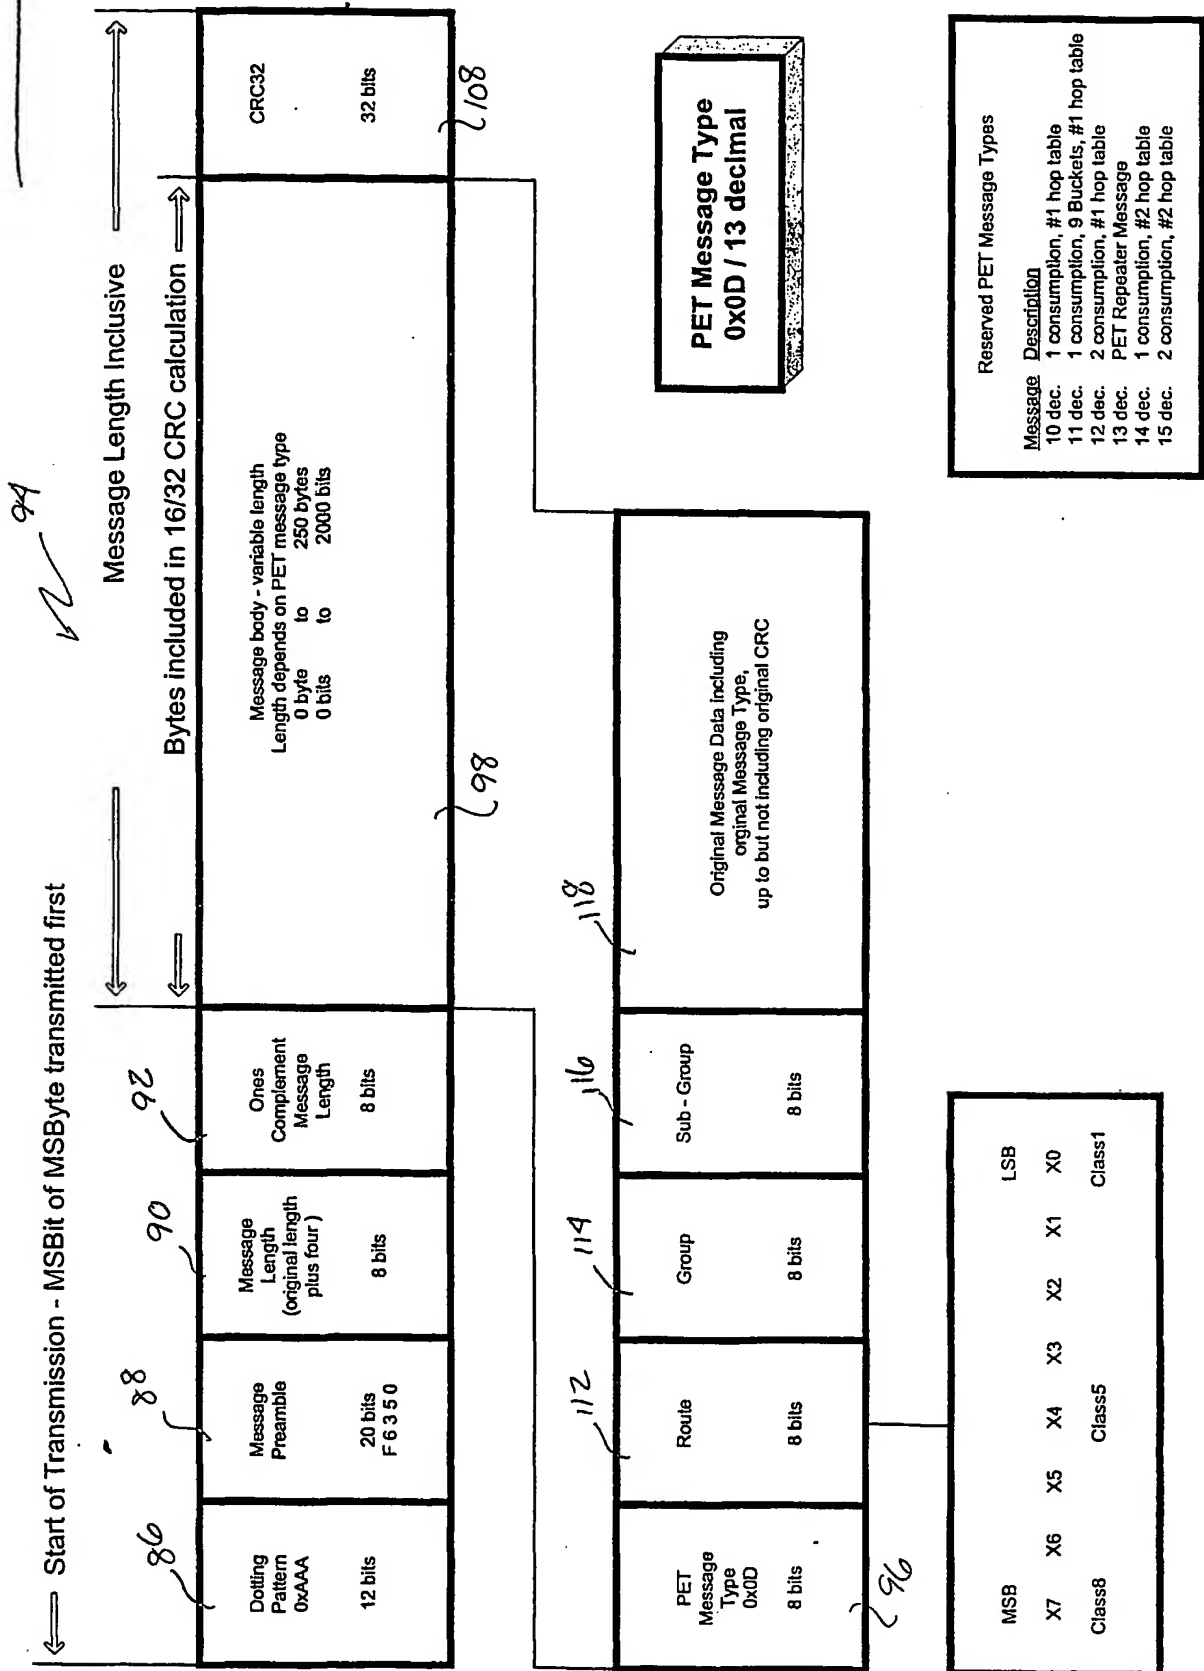 94
Start of Transmission - MSBit of MSByte transmitted first
Message Length Inclusive
Bytes included in 16/32 CRC calculation
86
88
90
92
Dotting
Pattern
0xAAA
12 bits
Message
Preamble
20 bits
F 6 3 5 0
Message
Length
(original length
plus four )
8 bits
Ones
Complement
Message
Length
8 bits
Message body - variable length
Length depends on PET message type
0 byte to 250 bytes
0 bits to 2000 bits
98
CRC32
32 bits
108
112
114
116
118
PET
Message
Type
0x0D
8 bits
96
Route
8 bits
Group
8 bits
Sub - Group
8 bits
Original Message Data including
orginal Message Type,
up to but not including original CRC
PET Message Type
0x0D / 13 decimal
MSB LSB
X7 X6 X5 X4 X3 X2 X1 X0
Class8 Class5 Class1
Reserved PET Message Types
Message Description
10 dec. 1 consumption, #1 hop table
11 dec. 1 consumption, 9 Buckets, #1 hop table
12 dec. 2 consumption, #1 hop table
13 dec. PET Repeater Message
14 dec. 1 consumption, #2 hop table
15 dec. 2 consumption, #2 hop table